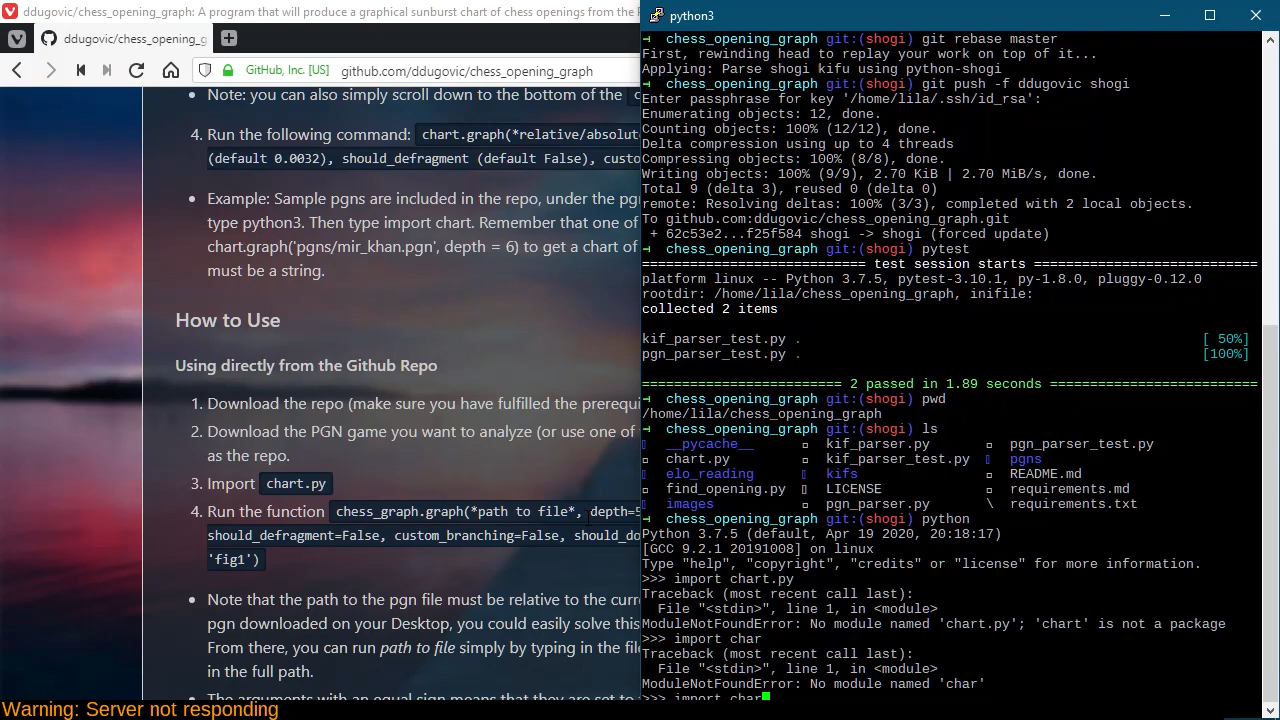 ddugovic/chess_opening_graph: A program that will produce a graphical sunburst chart of chess openings from the
python3
ddugovic/chess_opening_g
GitHub, Inc. [US]
github.com/ddugovic/chess_opening_graph
Note: you can also simply scroll down to the bottom of the
4. Run the following command: chart.graph(*relative/absolut
(default 0.0032), should_defragment (default False), custo
Example: Sample pgns are included in the repo, under the pgn
type python3. Then type import chart. Remember that one of
chart.graph('pgns/mir_khan.pgn', depth = 6) to get a chart of
must be a string.
How to Use
Using directly from the Github Repo
1. Download the repo (make sure you have fulfilled the prerequi
2. Download the PGN game you want to analyze (or use one of
as the repo.
3. Import chart.py
4. Run the function chess_graph.graph(*path to file*, depth=5
should_defragment=False, custom_branching=False, should_do
'fig1')
Note that the path to the pgn file must be relative to the curre
pgn downloaded on your Desktop, you could easily solve this
From there, you can run path to file simply by typing in the file
in the full path.
The arguments with an equal sign means that they are set to
Warning: Server not responding
chess_opening_graph git:(shogi) git rebase master
First, rewinding head to replay your work on top of it...
Applying: Parse shogi kifu using python-shogi
chess_opening_graph git:(shogi) git push -f ddugovic shogi
Enter passphrase for key '/home/lila/.ssh/id_rsa':
Enumerating objects: 12, done.
Counting objects: 100% (12/12), done.
Delta compression using up to 4 threads
Compressing objects: 100% (8/8), done.
Writing objects: 100% (9/9), 2.70 KiB | 2.70 MiB/s, done.
Total 9 (delta 3), reused 0 (delta 0)
remote: Resolving deltas: 100% (3/3), completed with 2 local objects.
To github.com:ddugovic/chess_opening_graph.git
+ 62c53e2...f25f584 shogi -> shogi (forced update)
chess_opening_graph git:(shogi) pytest
========================= test session starts =========================
platform linux -- Python 3.7.5, pytest-3.10.1, py-1.8.0, pluggy-0.12.0
rootdir: /home/lila/chess_opening_graph, inifile:
collected 2 items
kif_parser_test.py . [ 50%]
pgn_parser_test.py . [100%]
====================== 2 passed in 1.89 seconds =======================
chess_opening_graph git:(shogi) pwd
/home/lila/chess_opening_graph
chess_opening_graph git:(shogi) ls
__pycache__ kif_parser.py pgn_parser_test.py
chart.py kif_parser_test.py pgns
elo_reading kifs README.md
find_opening.py LICENSE requirements.md
images pgn_parser.py requirements.txt
chess_opening_graph git:(shogi) python
Python 3.7.5 (default, Apr 19 2020, 20:18:17)
[GCC 9.2.1 20191008] on linux
Type "help", "copyright", "credits" or "license" for more information.
>>> import chart.py
Traceback (most recent call last):
File "<stdin>", line 1, in <module>
ModuleNotFoundError: No module named 'chart.py'; 'chart' is not a package
>>> import char
Traceback (most recent call last):
File "<stdin>", line 1, in <module>
ModuleNotFoundError: No module named 'char'
>>> import char